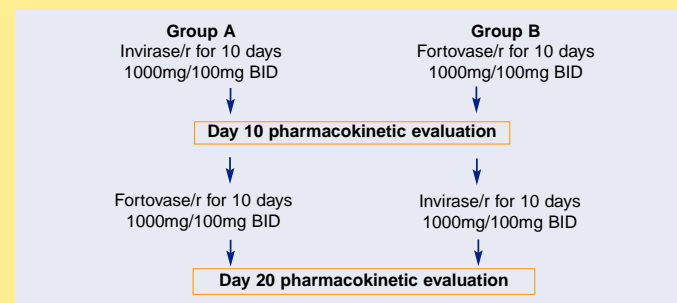 Group A
Invirase/r for 10 days
1000mg/100mg BID
Group B
Fortovase/r for 10 days
1000mg/100mg BID
Day 10 pharmacokinetic evaluation
Fortovase/r for 10 days
1000mg/100mg BID
Invirase/r for 10 days
1000mg/100mg BID
Day 20 pharmacokinetic evaluation